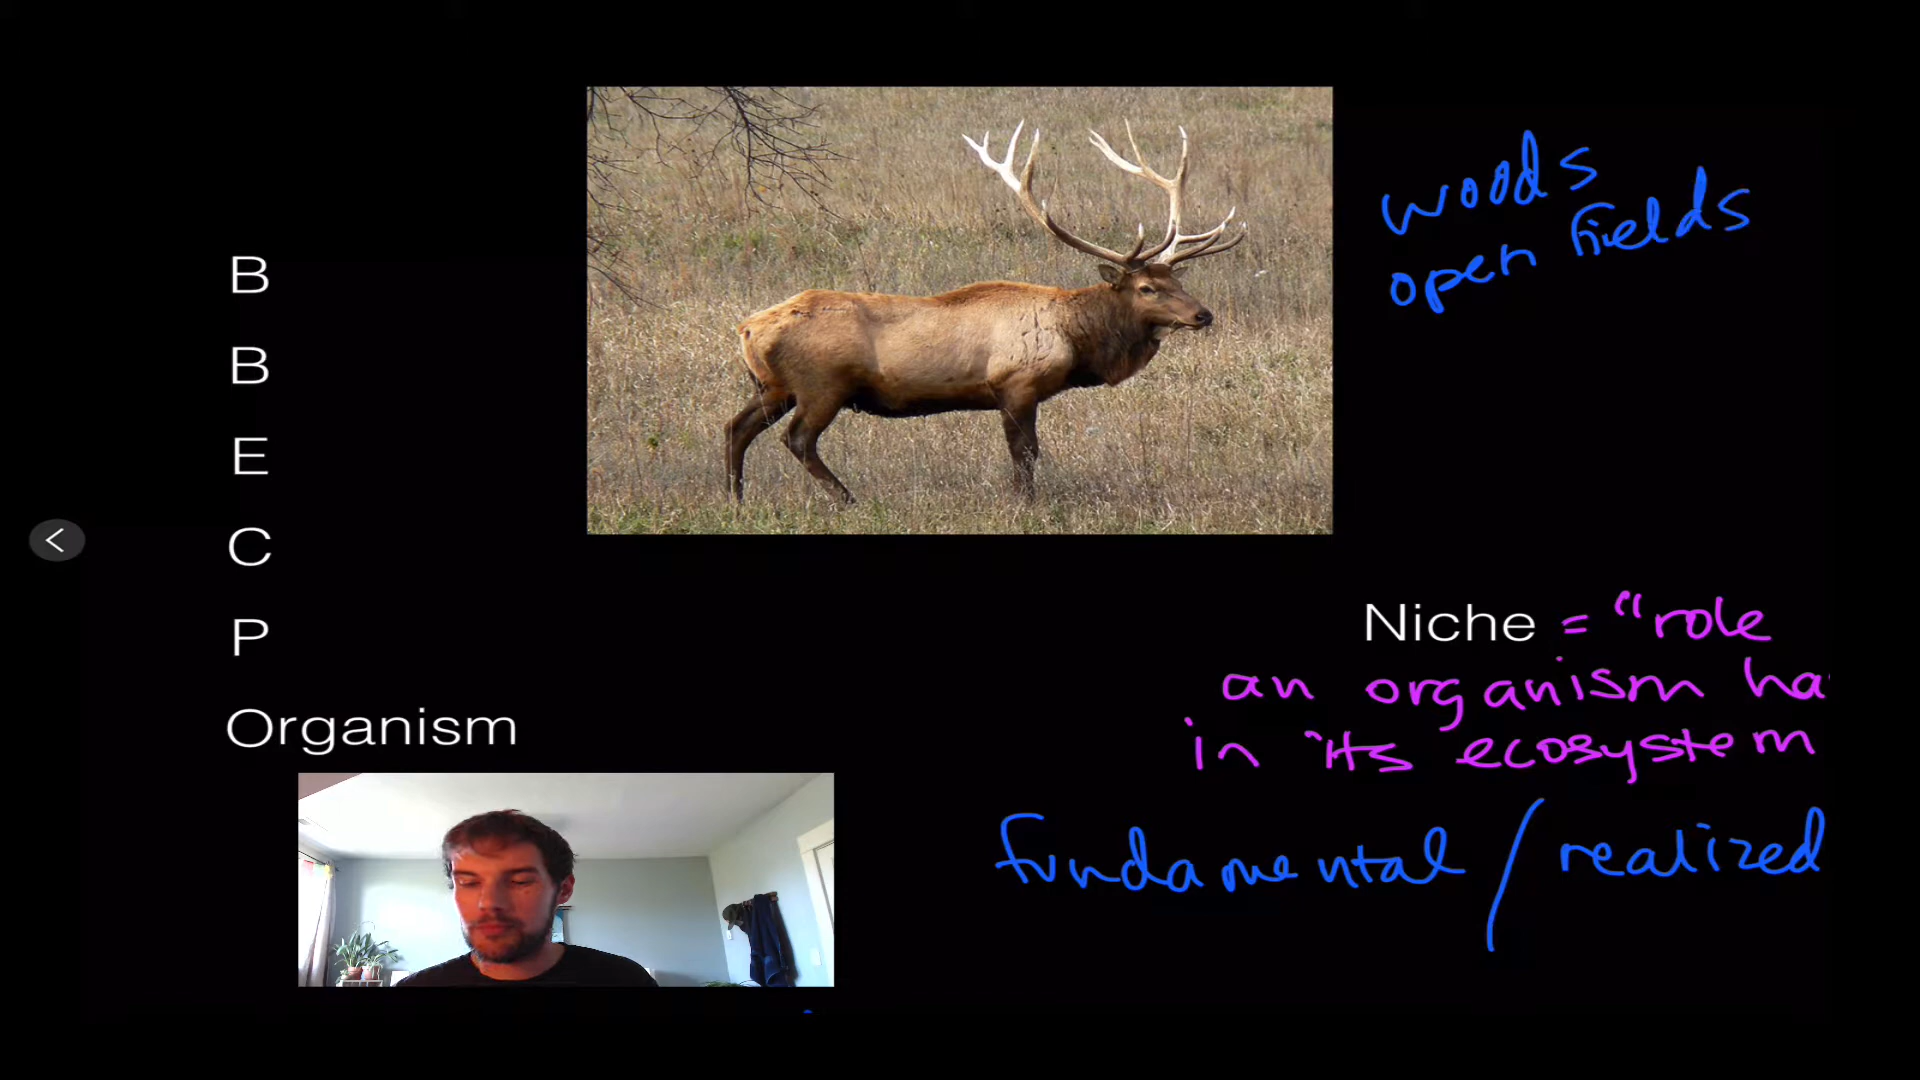 B
B
E
C
P
Organism
woods
open fields
Niche = "role
an organism ha
in its ecosystem
fundamental / realized